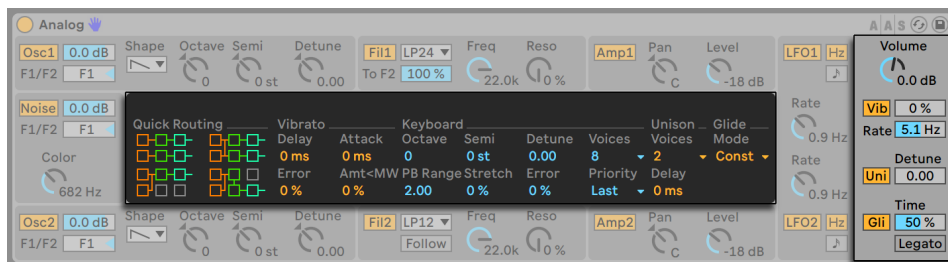 Analog AAS
Osc1 0.0 dB Shape Octave Semi Detune Fil1 LP24 Freq Reso Amp1 Pan Level LFO1 Hz Volume
F1/F2 F1 0 0 st 0.00 To F2 100 % 22.0k 0 % C -18 dB ♪ 0.0 dB
Noise 0.0 dB Rate Vib 0 %
F1/F2 F1 Quick Routing Vibrato Keyboard Unison Glide 0.9 Hz Rate 5.1 Hz
Delay Attack Octave Semi Detune Voices Voices Mode
Color 0 ms 0 ms 0 0 st 0.00 8 2 Const Rate Detune
Error Amt<MW PB Range Stretch Error Priority Delay Uni 0.00
682 Hz 0 % 0 % 2.00 0 % 0 % Last 0 ms 0.9 Hz
Time
Osc2 0.0 dB Shape Octave Semi Detune Fil2 LP12 Freq Reso Amp2 Pan Level LFO2 Hz Gli 50 %
F1/F2 F1 0 0 st 0.00 Follow 22.0k 0 % C -18 dB ♪ Legato